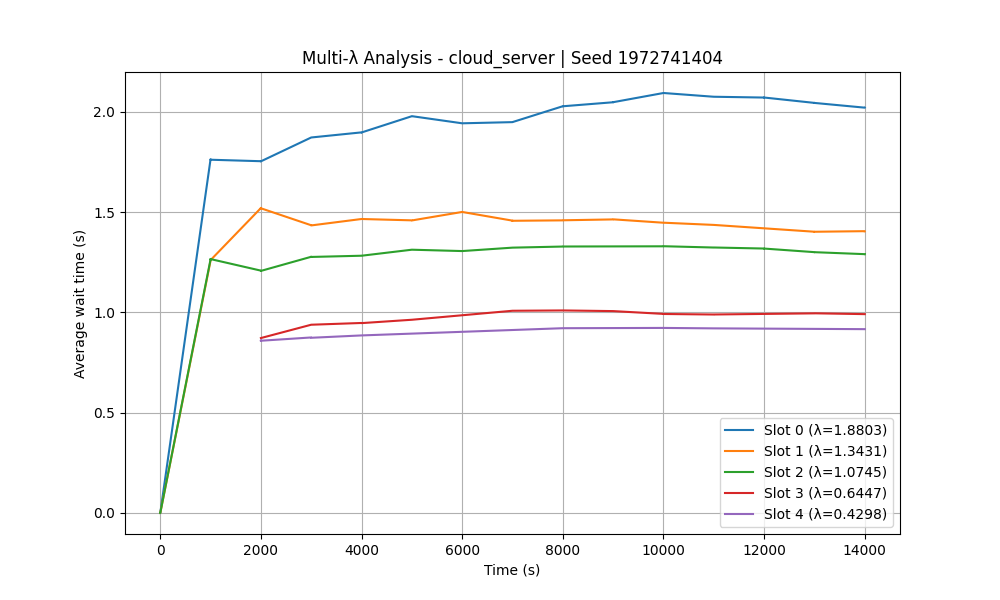 Multi-λ Analysis - cloud_server | Seed 1972741404
Average wait time (s)
2.0
1.5
1.0
0.5
0.0
Slot 0 (λ=1.8803)
Slot 1 (λ=1.3431)
Slot 2 (λ=1.0745)
Slot 3 (λ=0.6447)
Slot 4 (λ=0.4298)
0 2000 4000 6000 8000 10000 12000 14000
Time (s)